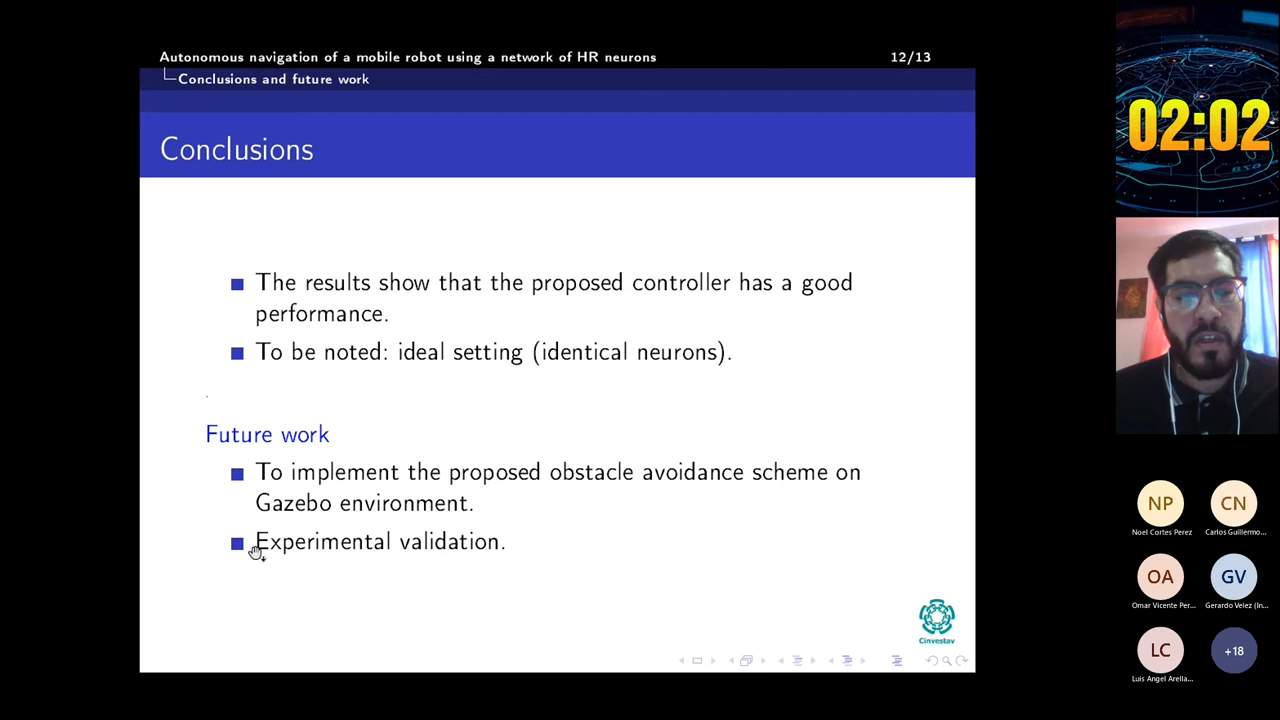 Autonomous navigation of a mobile robot using a network of HR neurons 12/13
Conclusions and future work
Conclusions
The results show that the proposed controller has a good
performance.
To be noted: ideal setting (identical neurons).
Future work
To implement the proposed obstacle avoidance scheme on
Gazebo environment.
Experimental validation.
Cinvestav
02:02
NP
Noel Cortes Perez
CN
Carlos Guillermo...
OA
Omar Vicente Per...
GV
Gerardo Velez (In...
LC
Luis Angel Arella...
+18